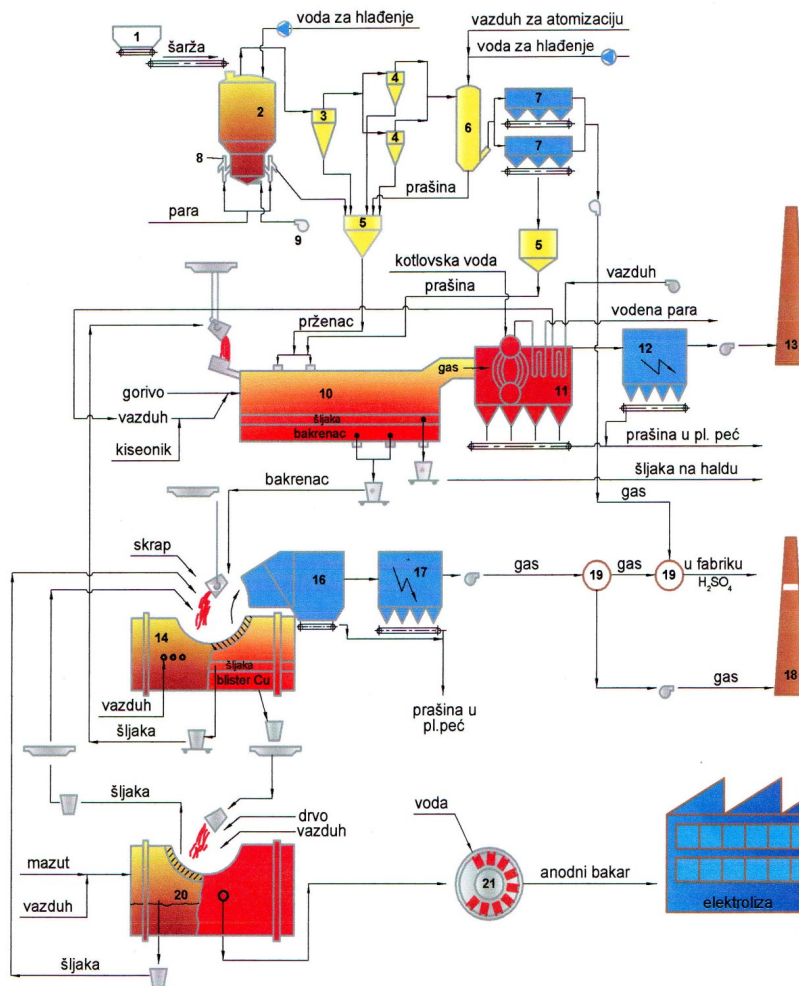 voda za hlađenje
vazduh za atomizaciju
1
šarža
voda za hlađenje
4
7
2
3
6
4
7
8
prašina
para
9
5
5
kotlovska voda
vazduh
prašina
vodena para
prženac
12
13
gas
gorivo
10
11
vazduh
šljaka
kiseonik
bakrenac
prašina u pl. peć
šljaka na haldu
bakrenac
gas
skrap
16
17
gas
19
gas
19
u fabriku
H2SO4
14
šljaka
blister Cu
gas
18
vazduh
prašina u
pl.peć
šljaka
šljaka
drvo
vazduh
voda
mazut
20
21
anodni bakar
vazduh
elektroliza
šljaka